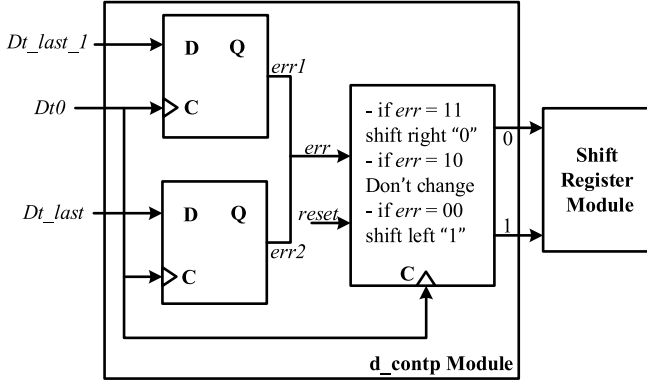 Dt_last_1
D Q
err1
Dt0
C
- if err = 11
shift right “0”
- if err = 10
Don't change
- if err = 00
shift left “1”
0
1
Shift
Register
Module
err
Dt_last
D Q
reset
err2
C
C
d_contp Module